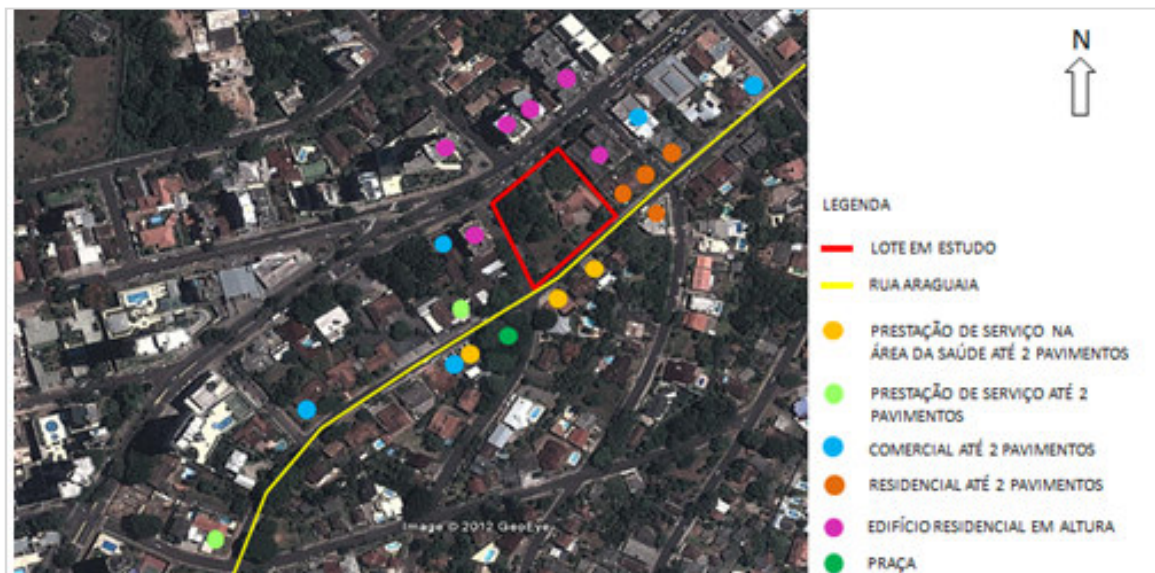 N
LEGENDA
LOTE EM ESTUDO
RUA ARAGUAIA
PRESTAÇÃO DE SERVIÇO NA
ÁREA DA SAÚDE ATÉ 2 PAVIMENTOS
PRESTAÇÃO DE SERVIÇO ATÉ 2
PAVIMENTOS
COMERCIAL ATÉ 2 PAVIMENTOS
RESIDENCIAL ATÉ 2 PAVIMENTOS
EDIFÍCIO RESIDENCIAL EM ALTURA
PRAÇA
Image © 2012 GeoEye